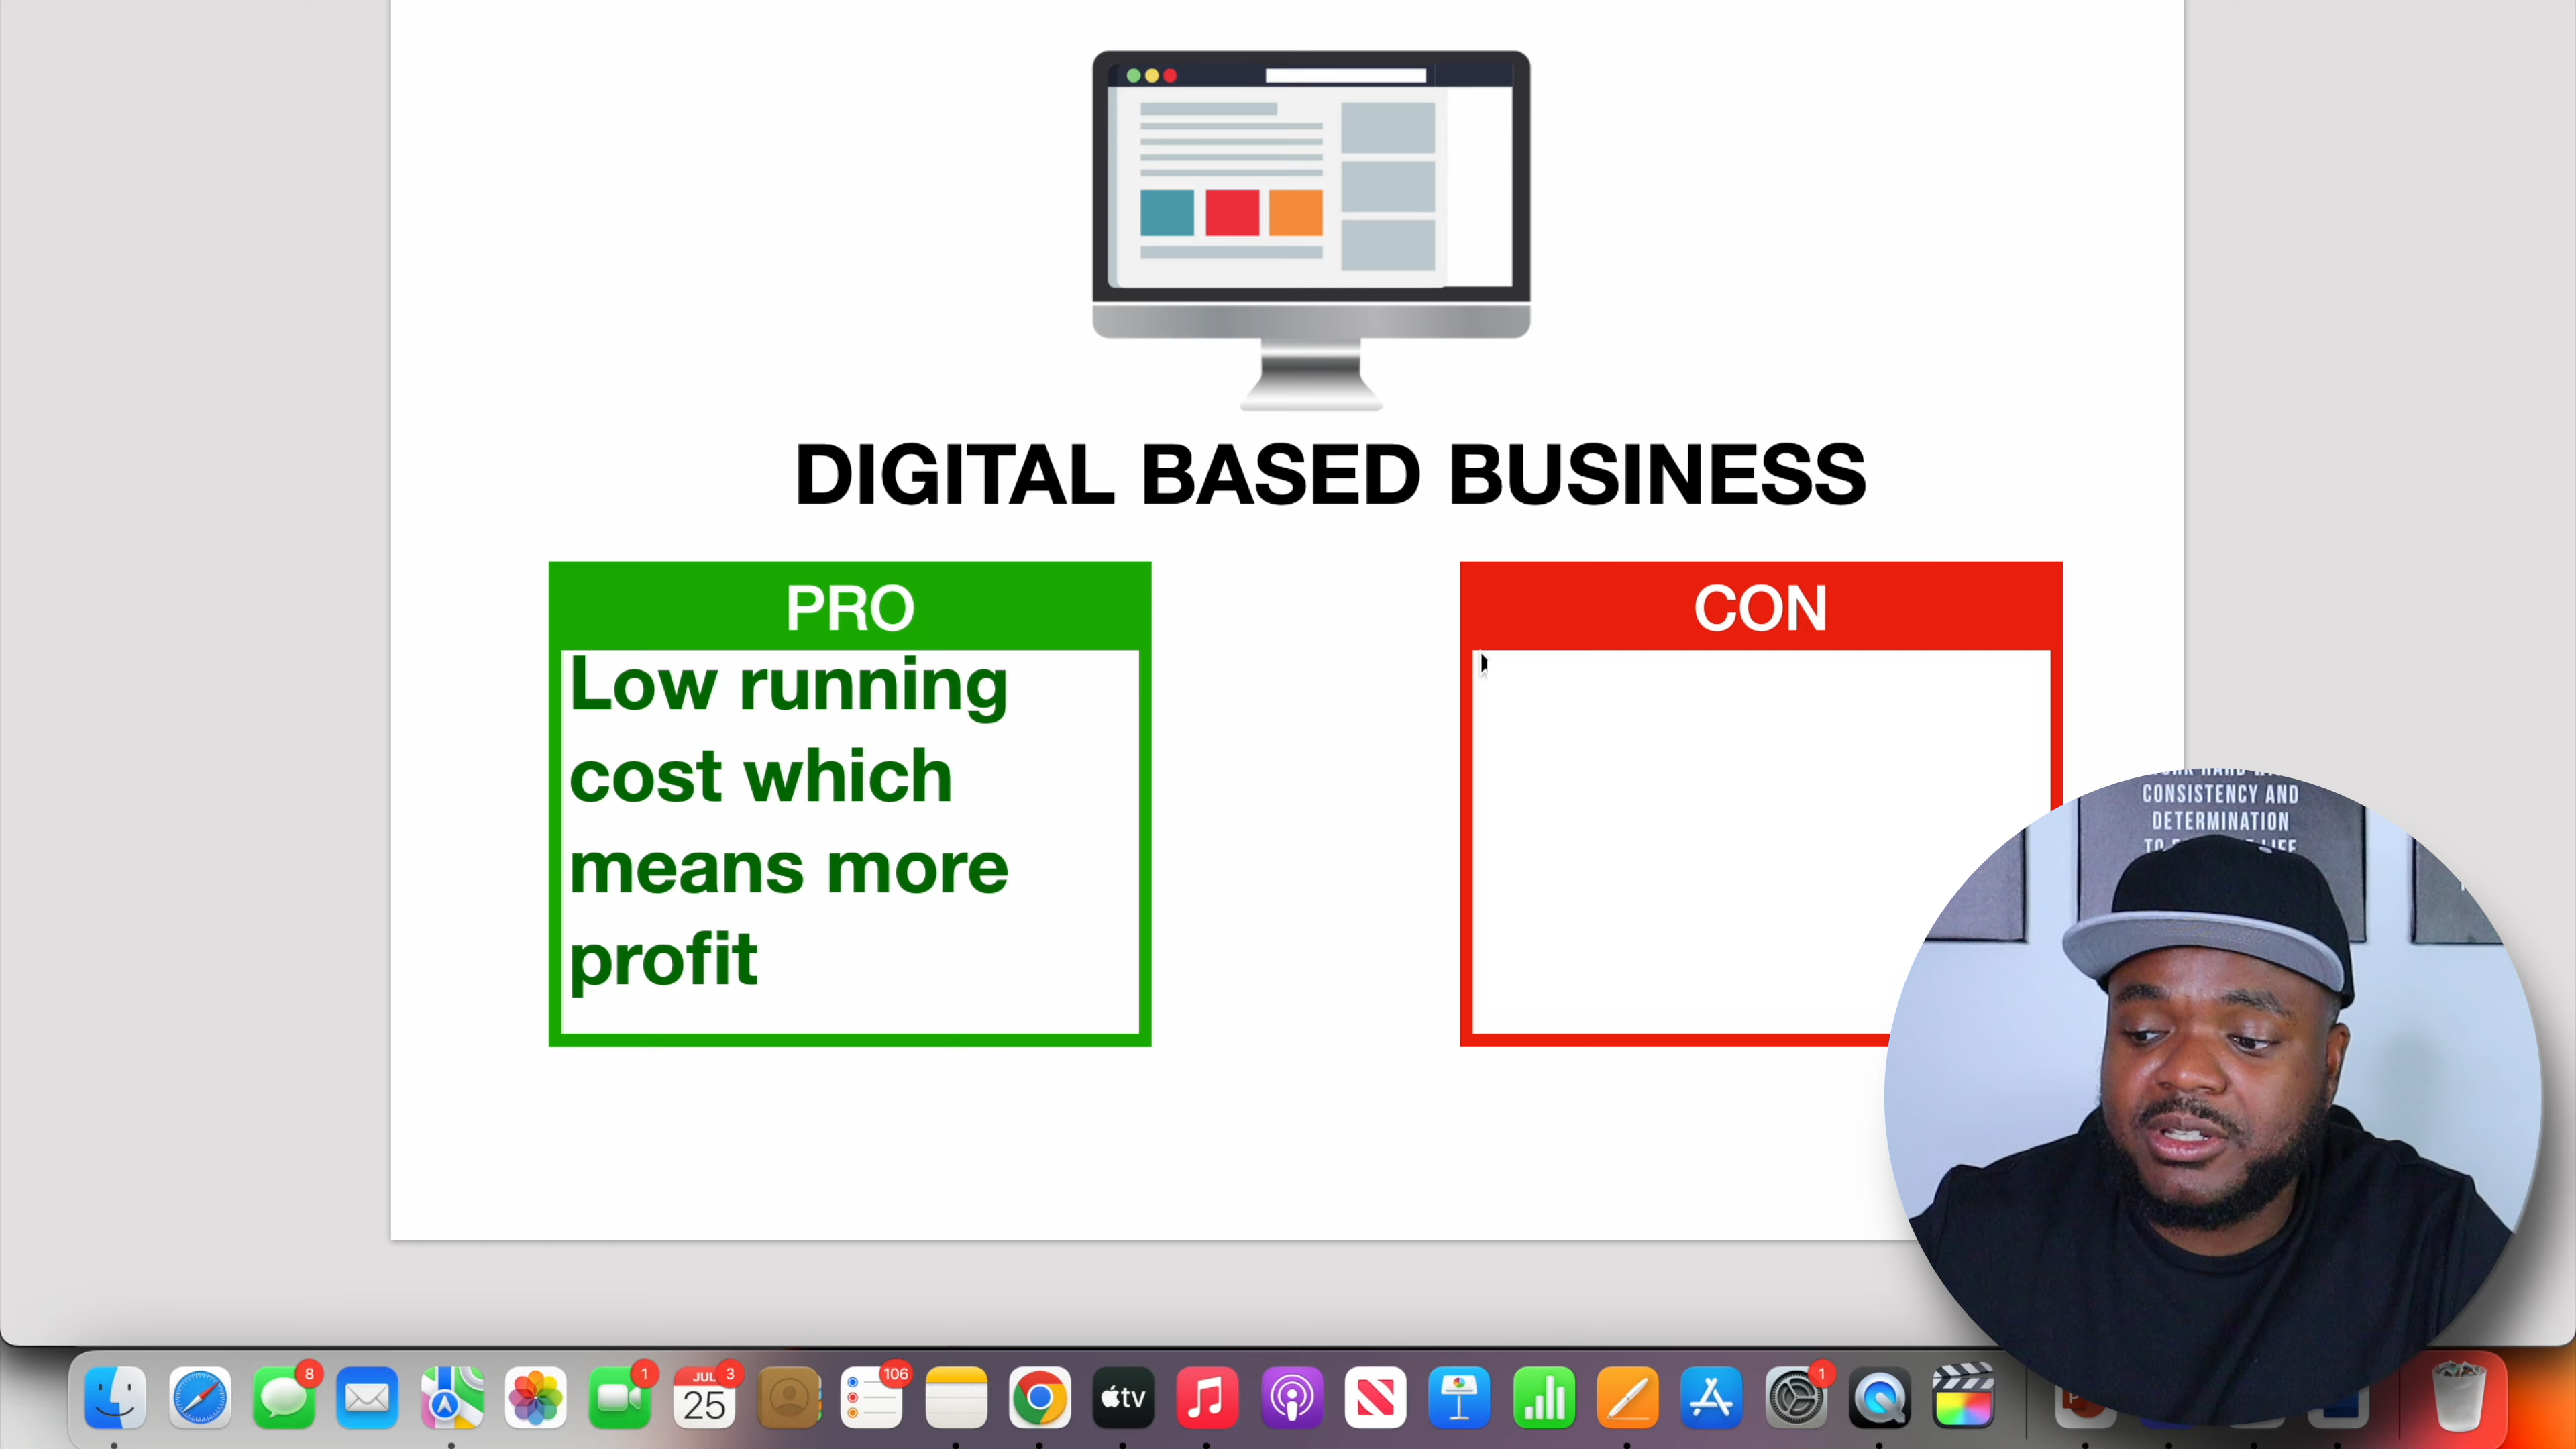 DIGITAL BASED BUSINESS
PRO
Low running
cost which
means more
profit
CON
CONSISTENCY AND
DETERMINATION
8
1
JUL
3
25
106
tv
1